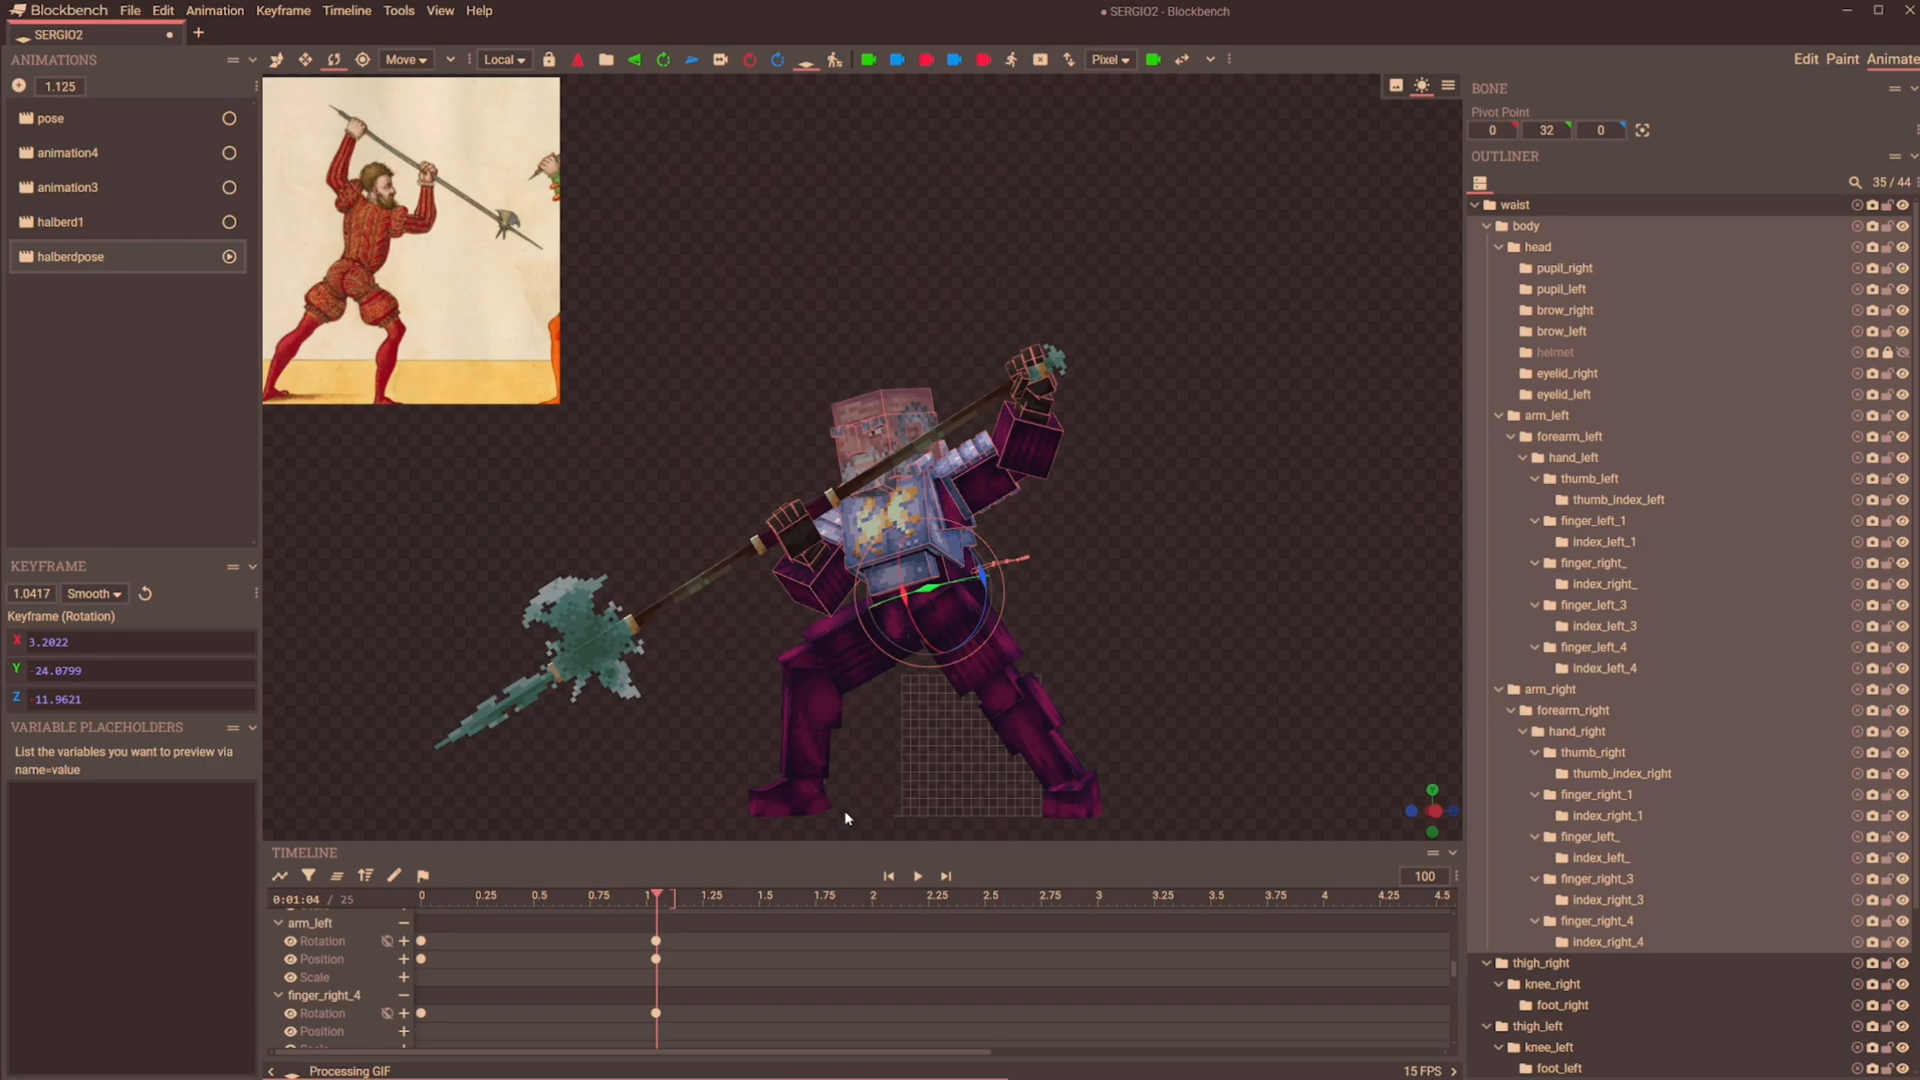 Blockbench File Edit Animation Keyframe Timeline Tools View Help
SERGIO2 - Blockbench
SERGIO2
ANIMATIONS
Move
Local
Pixel
Edit Paint Animate
1.125
pose
animation4
animation3
halberd1
halberdpose
BONE
Pivot Point
0 32 0
OUTLINER
35 / 44
waist
body
head
pupil_right
pupil_left
brow_right
brow_left
helmet
eyelid_right
eyelid_left
arm_left
forearm_left
hand_left
thumb_left
thumb_index_left
finger_left_1
index_left_1
finger_right_
index_right_
finger_left_3
index_left_3
finger_left_4
index_left_4
arm_right
forearm_right
hand_right
thumb_right
thumb_index_right
finger_right_1
index_right_1
finger_left_
index_left_
finger_right_3
index_right_3
finger_right_4
index_right_4
thigh_right
knee_right
foot_right
thigh_left
knee_left
foot_left
KEYFRAME
1.0417 Smooth
Keyframe (Rotation)
X 3.2022
Y -24.0799
Z -11.9621
VARIABLE PLACEHOLDERS
List the variables you want to preview via
name=value
Y
TIMELINE
100
0:01:04 / 25
0 0.25 0.5 0.75 1 1.25 1.5 1.75 2 2.25 2.5 2.75 3 3.25 3.5 3.75 4 4.25 4.5
arm_left
Rotation
Position
Scale
finger_right_4
Rotation
Position
Processing GIF
15 FPS